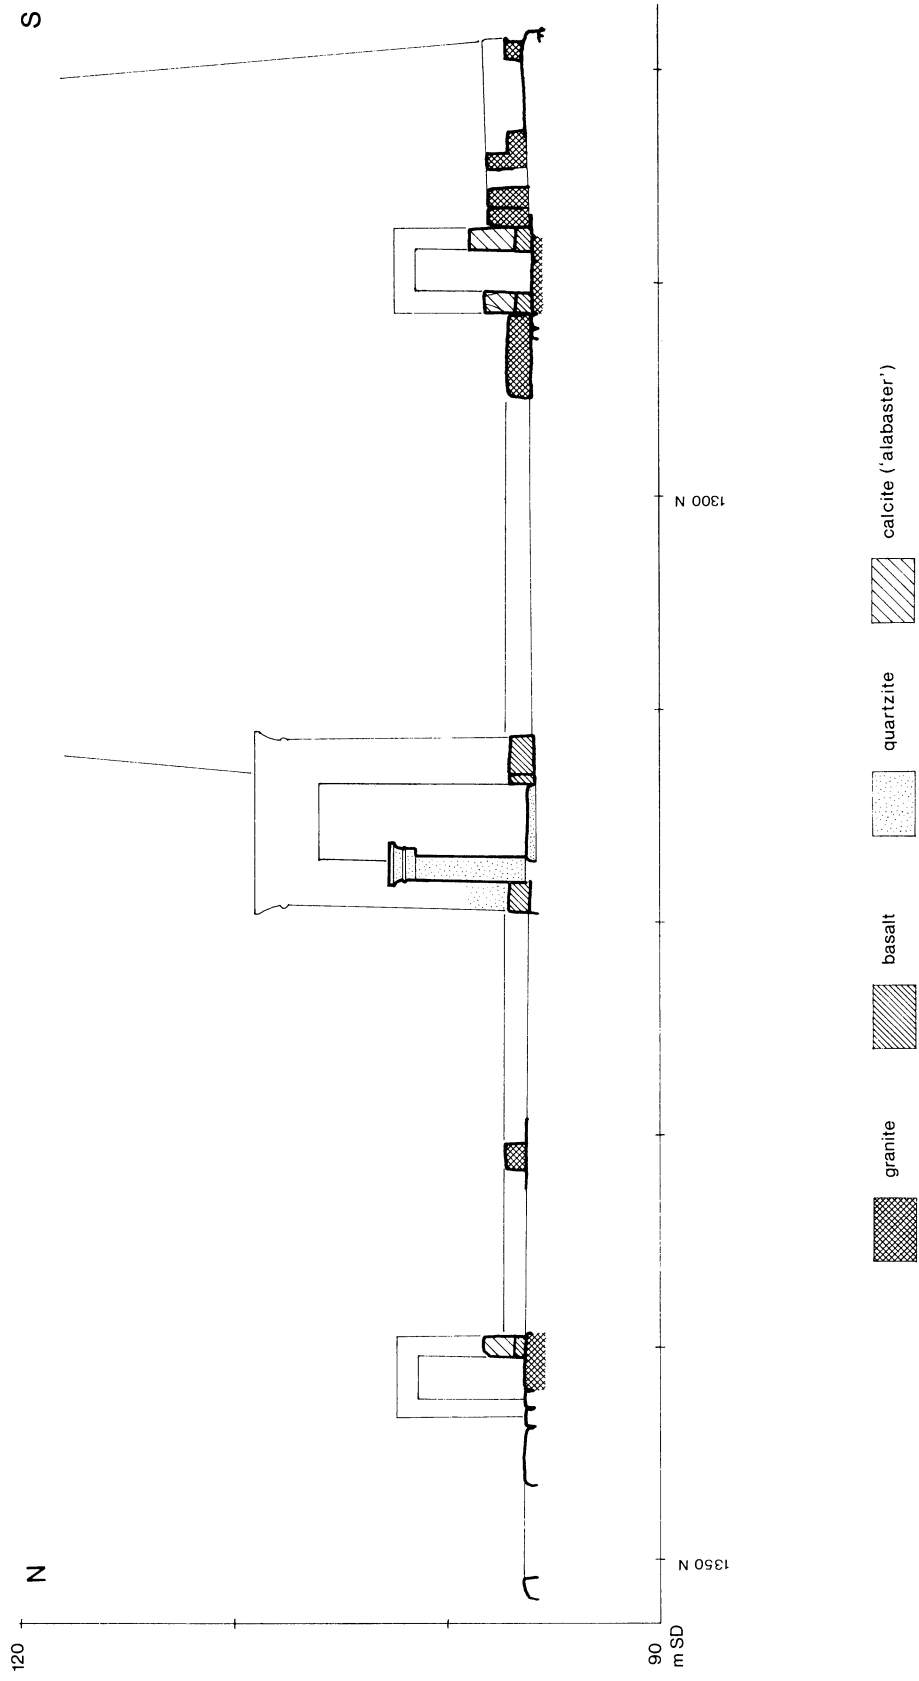 S
N
120
90
m SD
1350 N
1300 N
granite
basalt
quartzite
calcite ('alabaster')